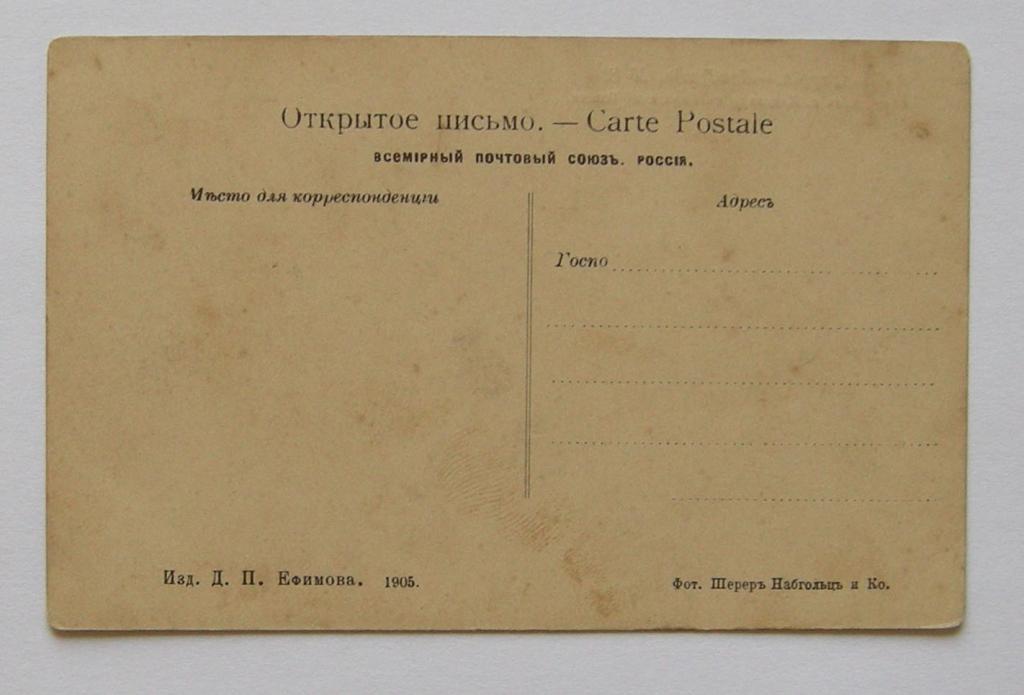 Открытое письмо. — Carte Postale
ВСЕМІРНЫЙ ПОЧТОВЫЙ СОЮЗЪ. РОССІЯ.
Мѣсто для корреспонденціи
Адресъ
Госпо
Изд. Д. П. Ефимова. 1905.
Фот. Шереръ Набгольцъ и Ко.